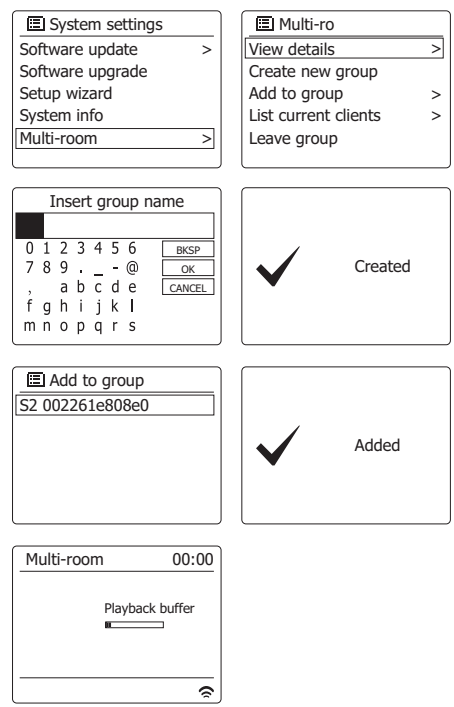 System settings
Software update >
Software upgrade
Setup wizard
System info
Multi-room >
Multi-ro
View details >
Create new group
Add to group >
List current clients >
Leave group
Insert group name
0 1 2 3 4 5 6 BKSP
7 8 9 . _ - @ OK
, a b c d e CANCEL
f g h i j k l
m n o p q r s
Created
Add to group
S2 002261e808e0
Added
Multi-room 00:00
Playback buffer